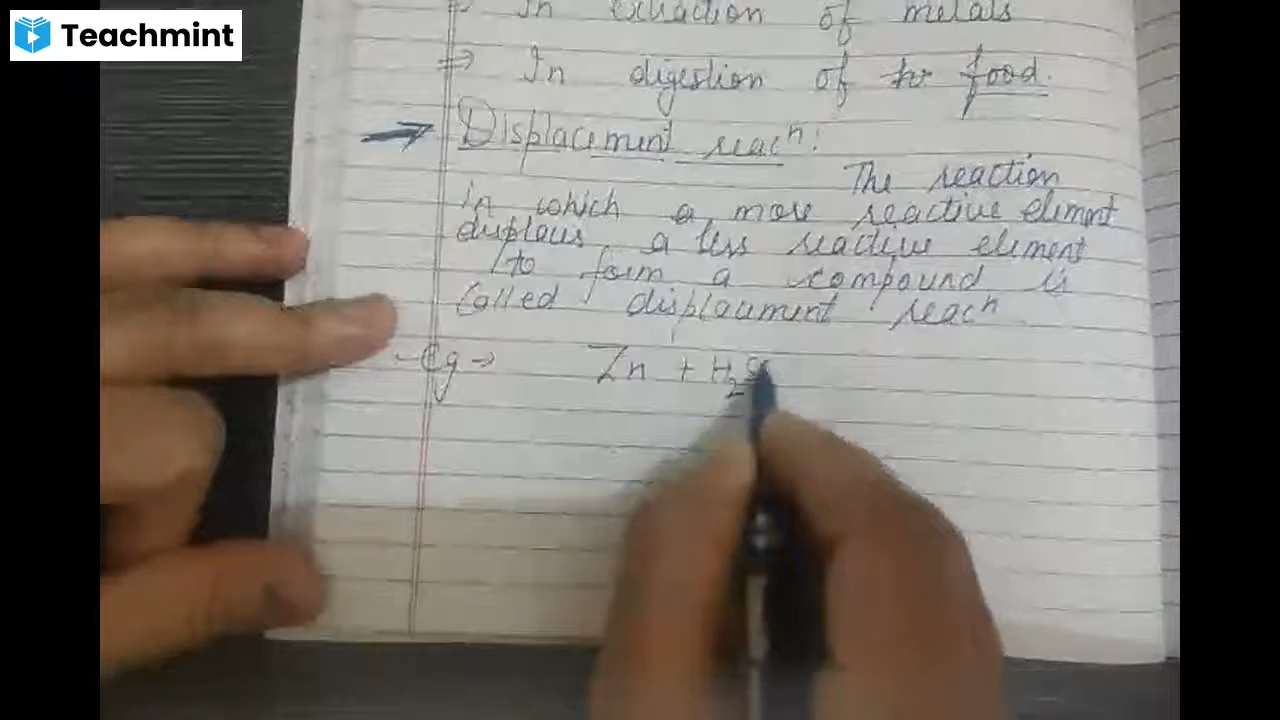 Teachmint
⇒ In extraction of metals
⇒ In digestion of food.
→ Displacement reacⁿ:
The reaction
in which a more reactive element
displaces a less reactive element
to form a compound is
called displacement reacⁿ
- Eg → Zn + H₂S